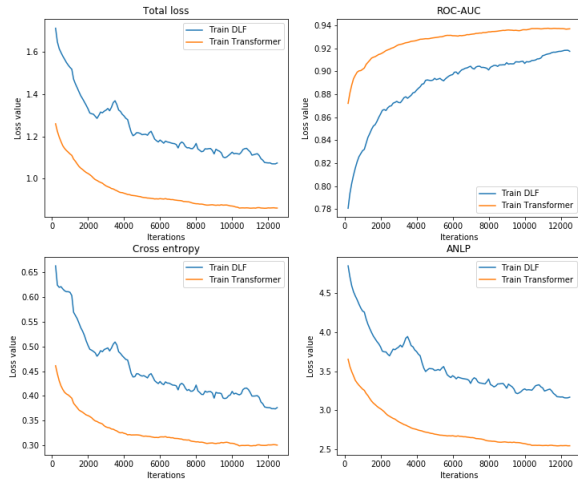 Total loss
Train DLF
Train Transformer
Loss value
1.6
1.4
1.2
1.0
0 2000 4000 6000 8000 10000 12000
Iterations
ROC-AUC
Train DLF
Train Transformer
Loss value
0.94
0.92
0.90
0.88
0.86
0.84
0.82
0.80
0.78
0 2000 4000 6000 8000 10000 12000
Iterations
Cross entropy
Train DLF
Train Transformer
Loss value
0.65
0.60
0.55
0.50
0.45
0.40
0.35
0.30
0 2000 4000 6000 8000 10000 12000
Iterations
ANLP
Train DLF
Train Transformer
Loss value
4.5
4.0
3.5
3.0
2.5
0 2000 4000 6000 8000 10000 12000
Iterations